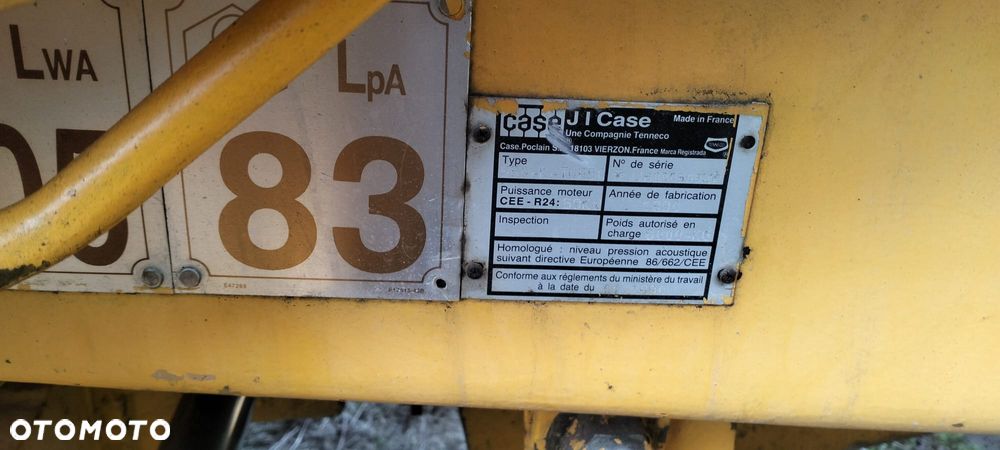 LWA
LpA
83
case
J I Case
Made in France
Une Compagnie Tenneco
Case.Poclain 18103 VIERZON.France Marca Registrada
Type
Nº de série
Puissance moteur
CEE - R24:
Année de fabrication
Inspection
Poids autorisé en
charge
Homologué : niveau pression acoustique
suivant directive Européenne 86/662/CEE
Conforme aux réglements du ministère du travail
à la date du
OTOMOTO